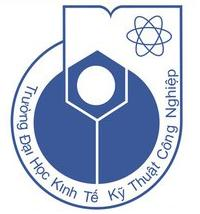 Trường Đại Học Kinh Tế Kỹ Thuật Công Nghiệp